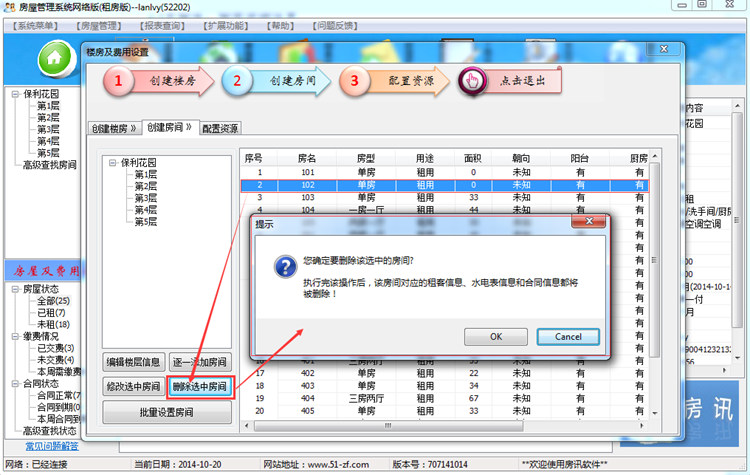 房屋管理系统网络版(租房版)--lanlvy(52202)
【系统菜单】 【房屋管理】 【报表查询】 【扩展功能】 【帮助】 【问题反馈】
楼房及费用设置
1 创建楼房 2 创建房间 3 配置资源 点击退出
保利花园
第1层
第2层
第3层
第4层
第5层
高级查找房间
创建楼房 》 创建房间 》 配置资源
保利花园
第1层
第2层
第3层
第4层
第5层
序号 房名 房型 用途 面积 朝向 阳台 厨房
1 101 单房 租用 0 未知 有 有
2 102 单房 租用 0 未知 有 有
3 103 单房 租用 33 未知 有 有
4 104 一房一厅 租用 44 未知 有 有
提示
您确定要删除该选中的房间?
执行完该操作后，该房间对应的租客信息、水电表信息和合同信息都将
被删除！
OK Cancel
17 402 单房 租用 22 未知 有 有
18 403 单房 租用 34 未知 有 有
19 404 三房两厅 租用 67 未知 有 有
20 405 单房 租用 33 未知 有 有
编辑楼层信息 逐一添加房间
修改选中房间 删除选中房间
批量设置房间
房屋及费用
房屋状态
全部(25)
已租(7)
未租(18)
缴费情况
已交费(3)
未交费(4)
本周需缴费
合同状态
合同正常(7
合同到期(0
本周合同到
高级查找状态
常见问题解答
内容
花园
租
/洗手间/厨房
空调空调
(2014-10-14
一付
月
9004123213
房讯
网络：已经连接 当前日期：2014-10-20 网站地址：www.51-zf.com 版本号：707141014 **欢迎使用房讯软件**